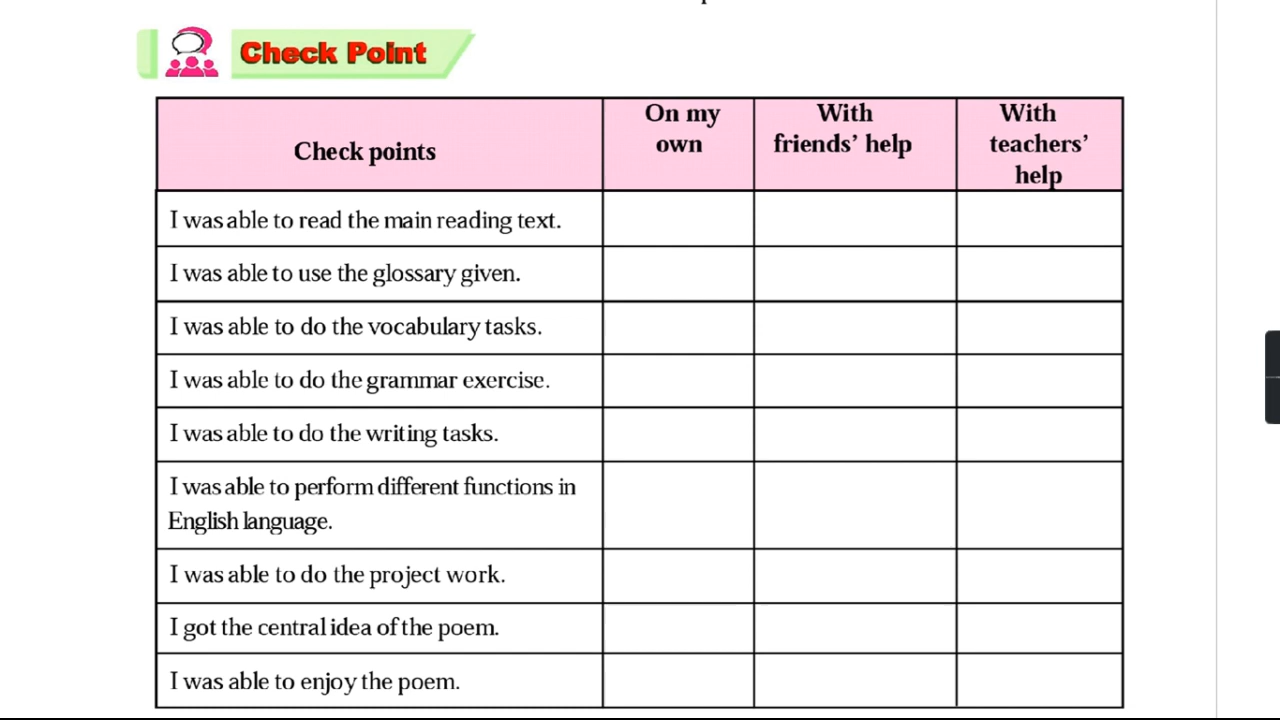 Check Point
Check points
On my
own
With
friends’ help
With
teachers’
help
I was able to read the main reading text.
I was able to use the glossary given.
I was able to do the vocabulary tasks.
I was able to do the grammar exercise.
I was able to do the writing tasks.
I was able to perform different functions in
English language.
I was able to do the project work.
I got the central idea of the poem.
I was able to enjoy the poem.